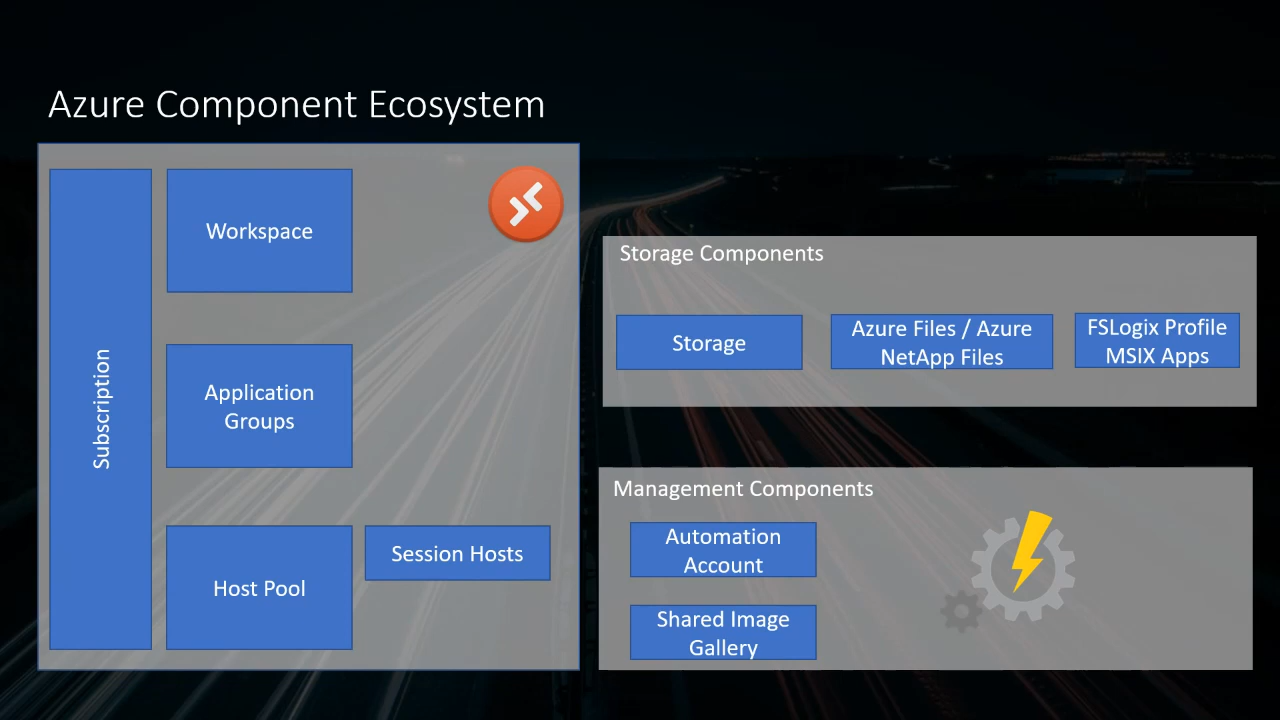 Azure Component Ecosystem
Subscription
Workspace
Application
Groups
Host Pool
Session Hosts
Storage Components
Storage
Azure Files / Azure
NetApp Files
FSLogix Profile
MSIX Apps
Management Components
Automation
Account
Shared Image
Gallery